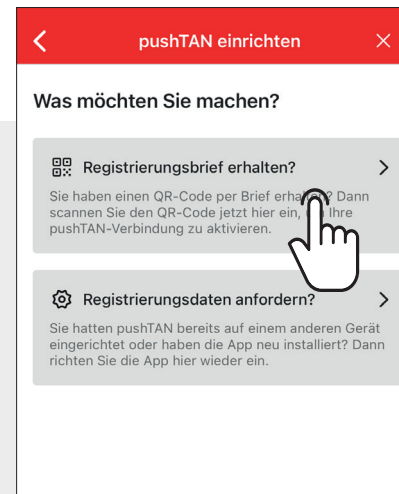 pushTAN einrichten
Was möchten Sie machen?
Registrierungsbrief erhalten?
Sie haben einen QR-Code per Brief erhalten? Dann
scannen Sie den QR-Code jetzt hier ein, Ihre
pushTAN-Verbindung zu aktivieren.
Registrierungsdaten anfordern?
Sie hatten pushTAN bereits auf einem anderen Gerät
eingerichtet oder haben die App neu installiert? Dann
richten Sie die App hier wieder ein.